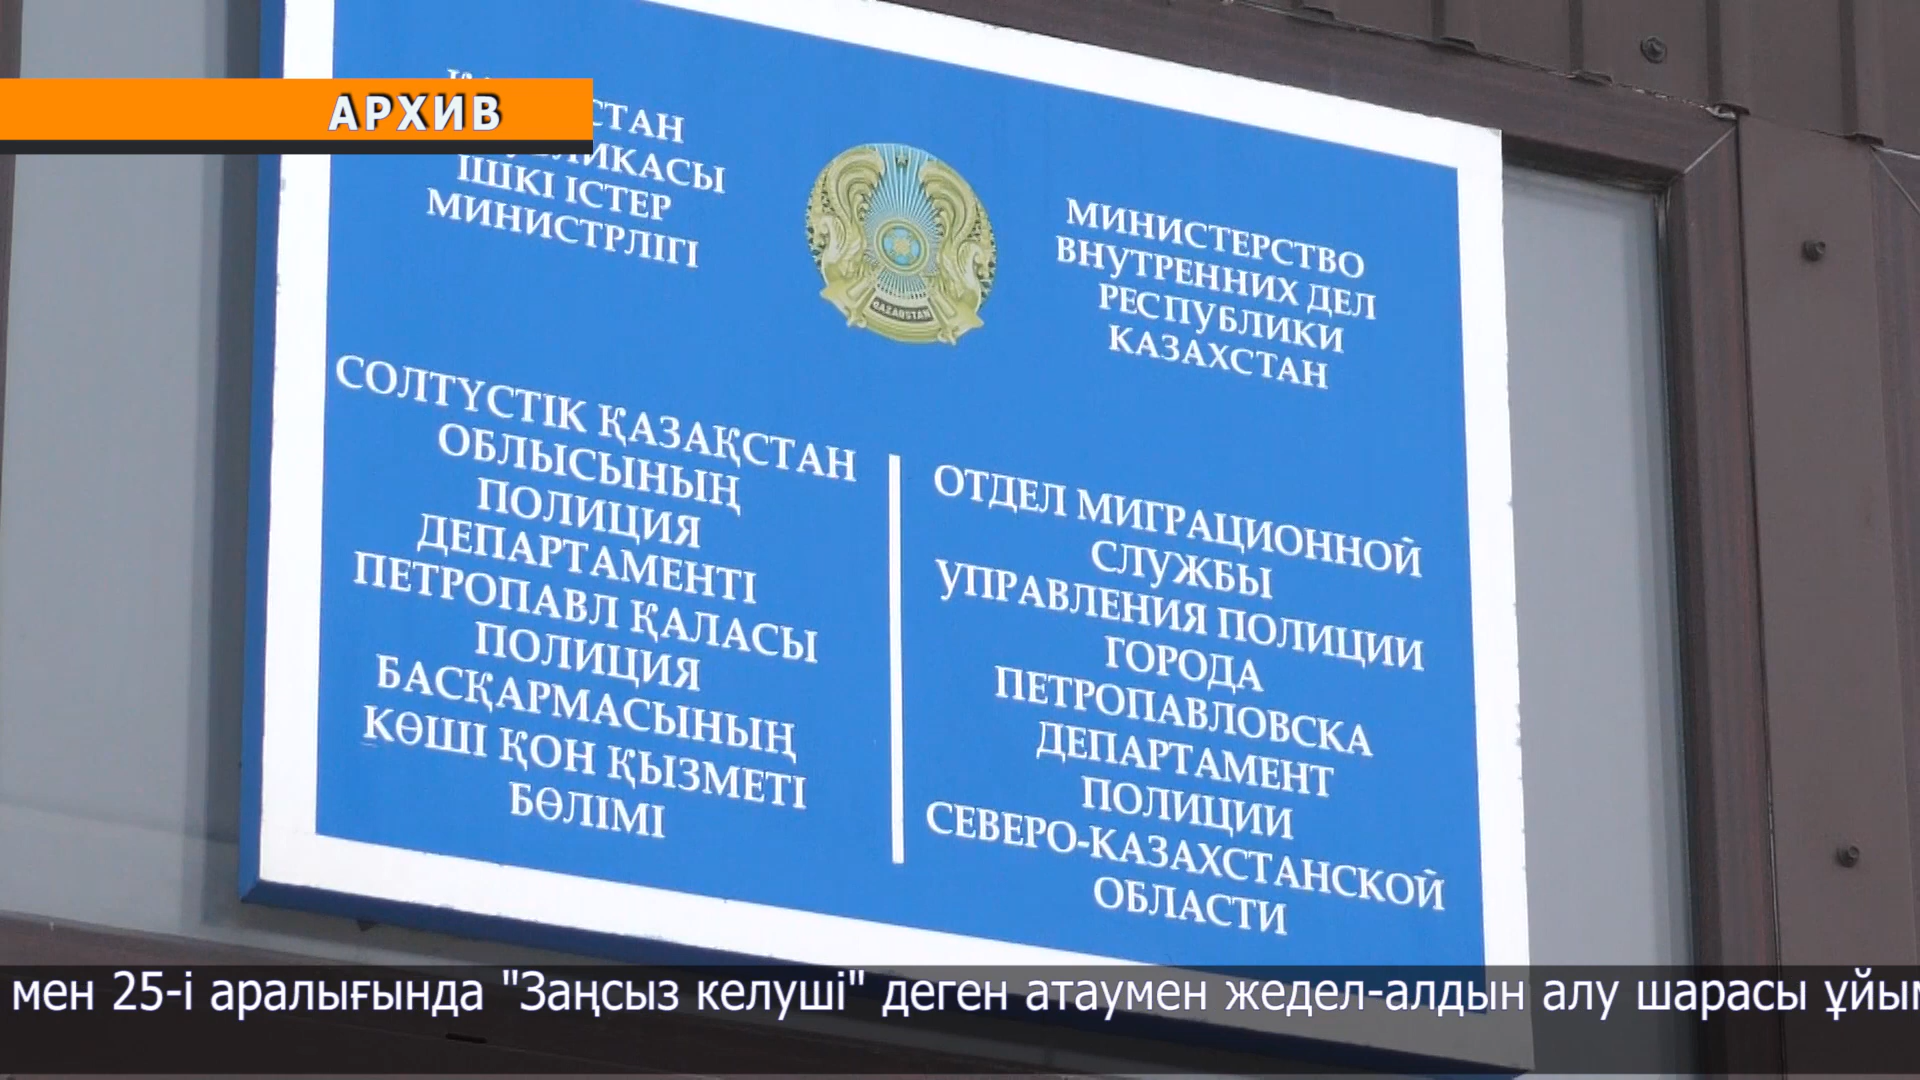 АРХИВ
РЕСПУБЛИКАСЫ
ІШКІ ІСТЕР
МИНИСТРЛІГІ
QAZAQSTAN
МИНИСТЕРСТВО
ВНУТРЕННИХ ДЕЛ
РЕСПУБЛИКИ
КАЗАХСТАН
СОЛТҮСТІК ҚАЗАҚСТАН
ОБЛЫСЫНЫҢ
ПОЛИЦИЯ
ДЕПАРТАМЕНТІ
ПЕТРОПАВЛ ҚАЛАСЫ
ПОЛИЦИЯ
БАСҚАРМАСЫНЫҢ
КӨШІ ҚОН ҚЫЗМЕТІ
БӨЛІМІ
ОТДЕЛ МИГРАЦИОННОЙ
СЛУЖБЫ
УПРАВЛЕНИЯ ПОЛИЦИИ
ГОРОДА
ПЕТРОПАВЛОВСКА
ДЕПАРТАМЕНТ
ПОЛИЦИИ
СЕВЕРО-КАЗАХСТАНСКОЙ
ОБЛАСТИ
мен 25-і аралығында "Заңсыз келуші" деген атаумен жедел-алдын алу шарасы